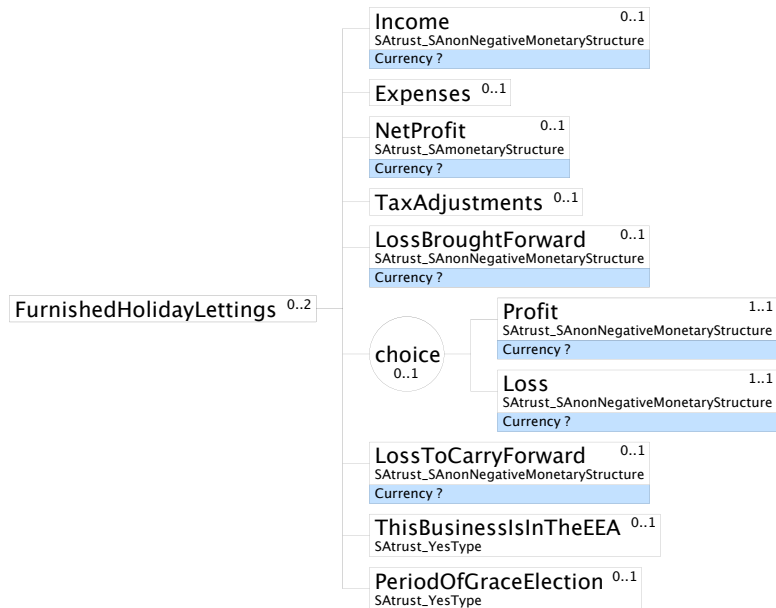 Income 0..1
SAtrust_SAnonNegativeMonetaryStructure
Currency ?
Expenses 0..1
NetProfit 0..1
SAtrust_SAmonetaryStructure
Currency ?
TaxAdjustments 0..1
LossBroughtForward 0..1
SAtrust_SAnonNegativeMonetaryStructure
Currency ?
FurnishedHolidayLettings 0..2
choice
0..1
Profit 1..1
SAtrust_SAnonNegativeMonetaryStructure
Currency ?
Loss 1..1
SAtrust_SAnonNegativeMonetaryStructure
Currency ?
LossToCarryForward 0..1
SAtrust_SAnonNegativeMonetaryStructure
Currency ?
ThisBusinessIsInTheEEA 0..1
SAtrust_YesType
PeriodOfGraceElection 0..1
SAtrust_YesType